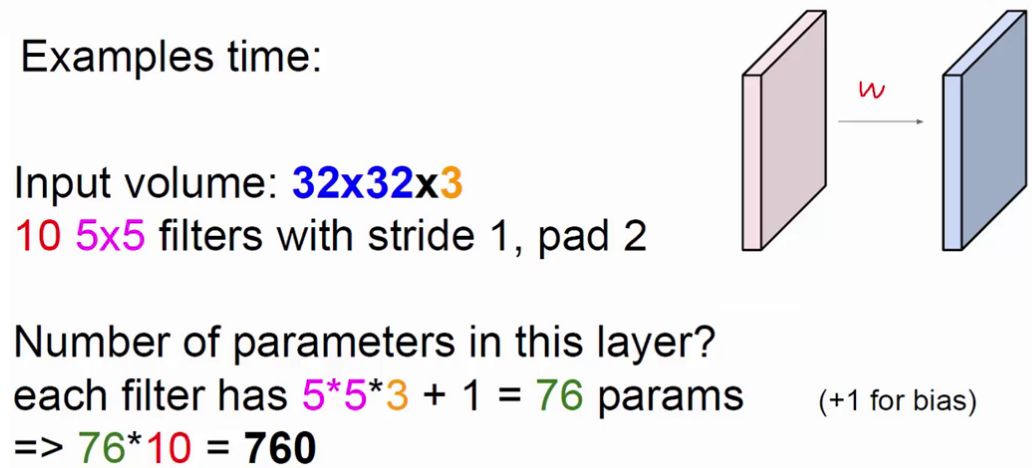 Examples time:
w
Input volume: 32x32x3
10 5x5 filters with stride 1, pad 2
Number of parameters in this layer?
each filter has 5*5*3 + 1 = 76 params (+1 for bias)
=> 76*10 = 760